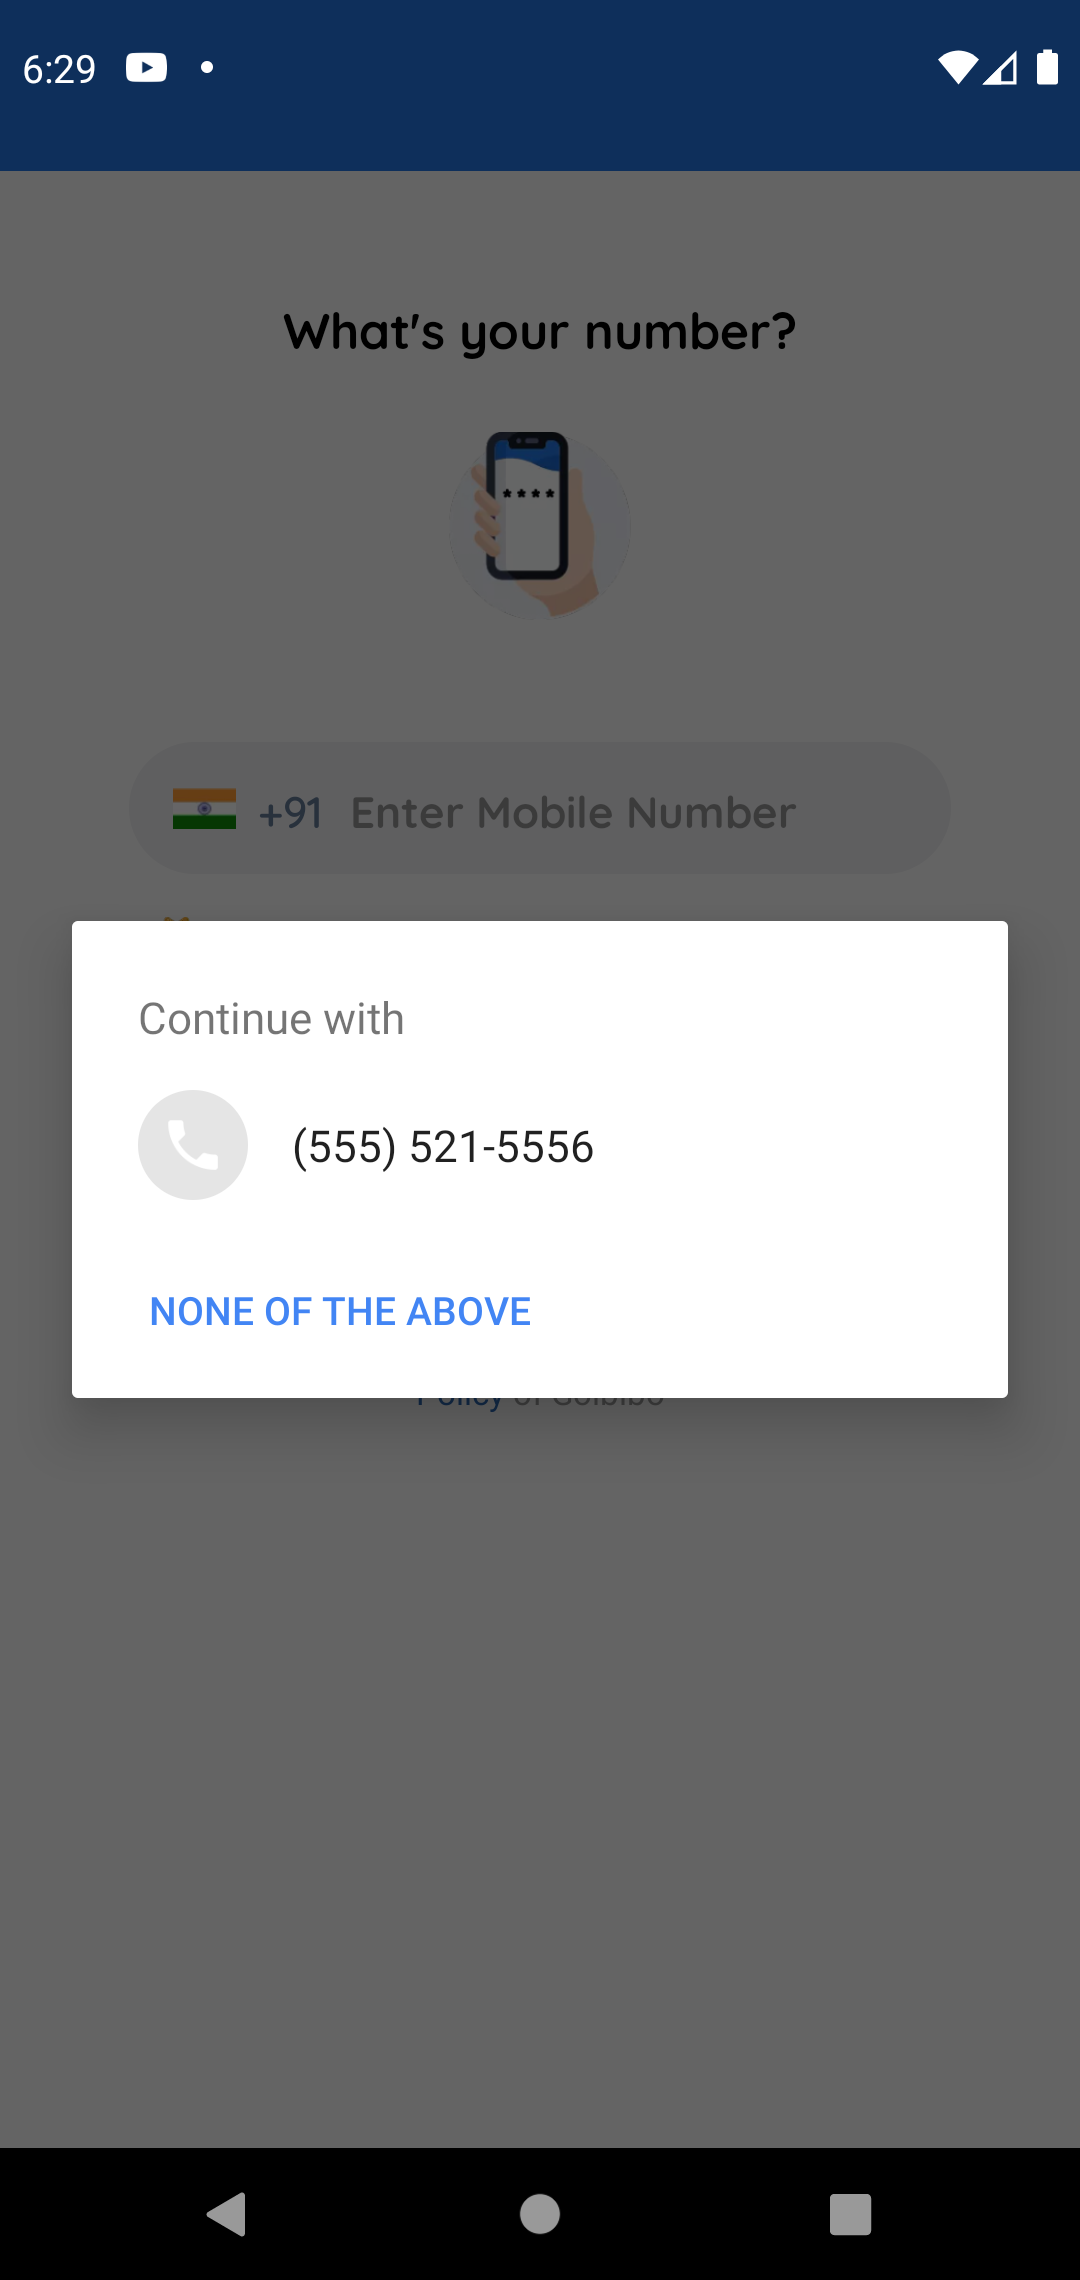 6:29
What's your number?
+91 Enter Mobile Number
Continue with
(555) 521-5556
NONE OF THE ABOVE
Policy of Goibibo